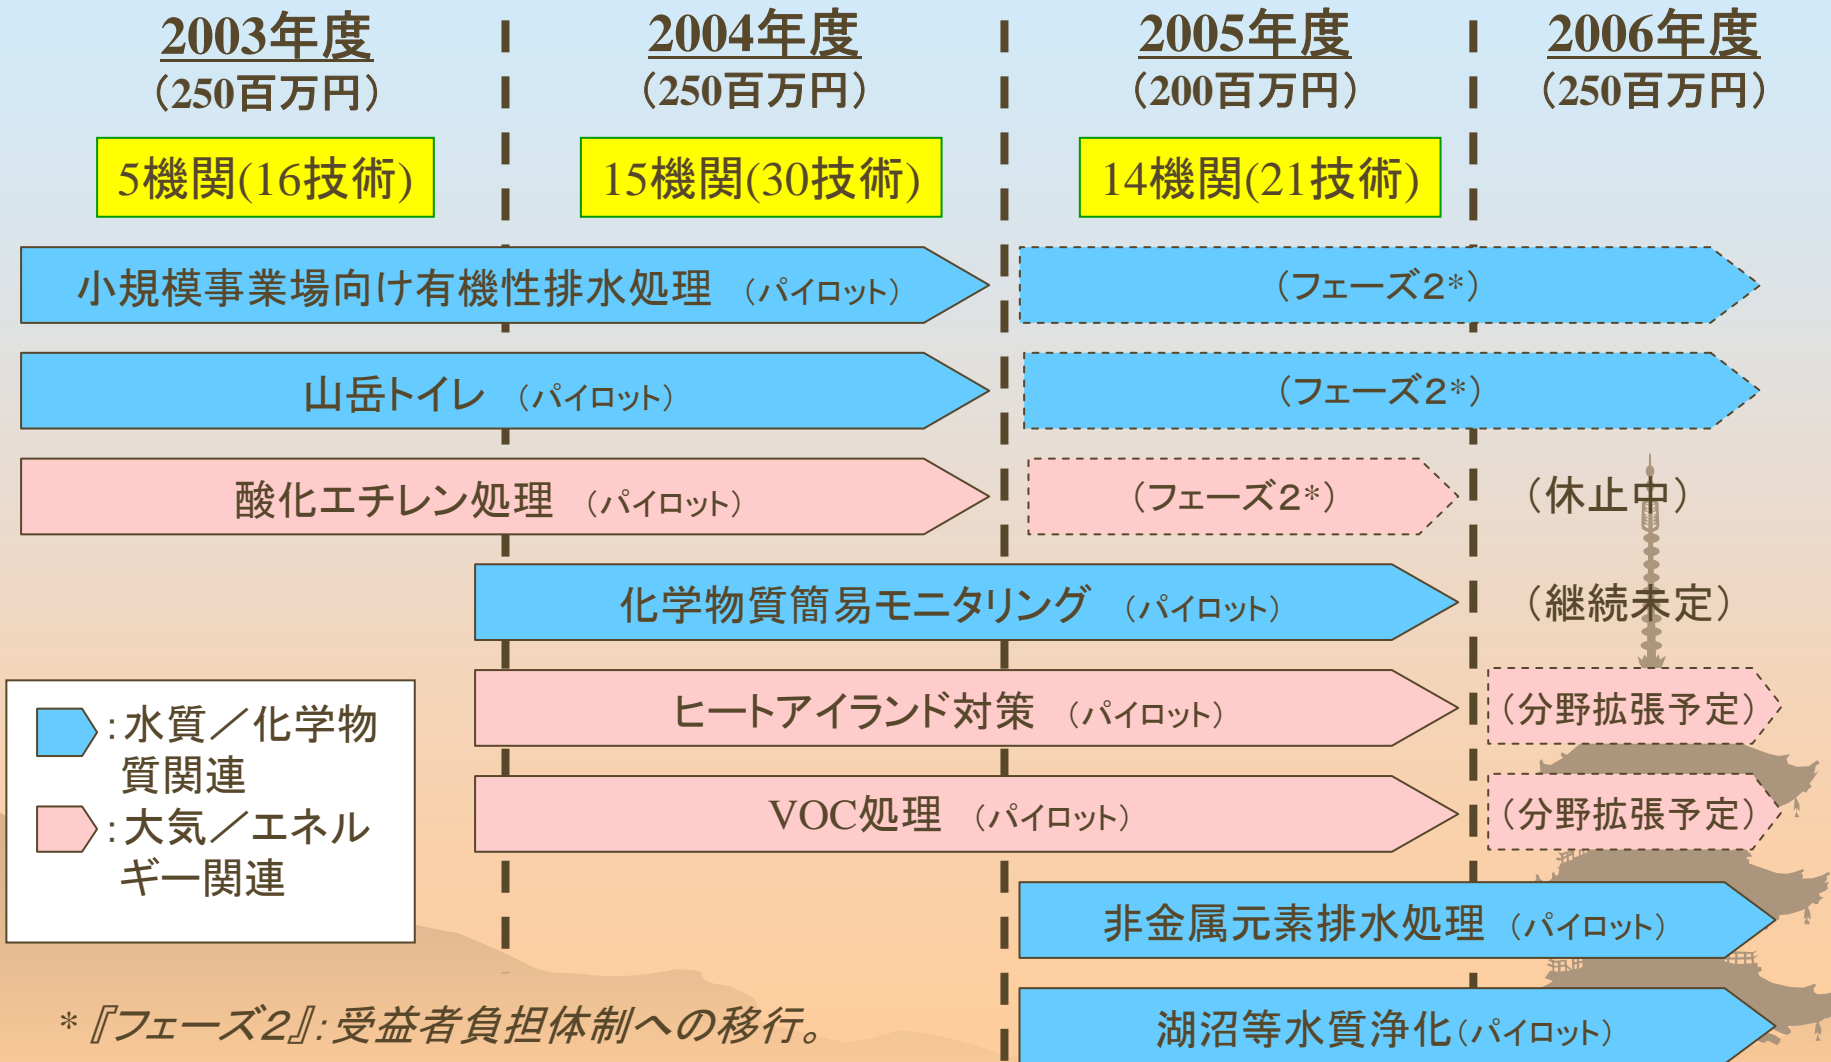 2003年度
(250百万円)
2004年度
(250百万円)
2005年度
(200百万円)
2006年度
(250百万円)
5機関(16技術)
15機関(30技術)
14機関(21技術)
小規模事業場向け有機性排水処理 (パイロット)
(フェーズ2*)
山岳トイレ (パイロット)
(フェーズ2*)
酸化エチレン処理 (パイロット)
(フェーズ2*)
(休止中)
化学物質簡易モニタリング (パイロット)
(継続未定)
ヒートアイランド対策 (パイロット)
(分野拡張予定)
VOC処理 (パイロット)
(分野拡張予定)
非金属元素排水処理 (パイロット)
湖沼等水質浄化(パイロット)
:水質/化学物
質関連
:大気/エネル
ギー関連
*『フェーズ2』:受益者負担体制への移行。